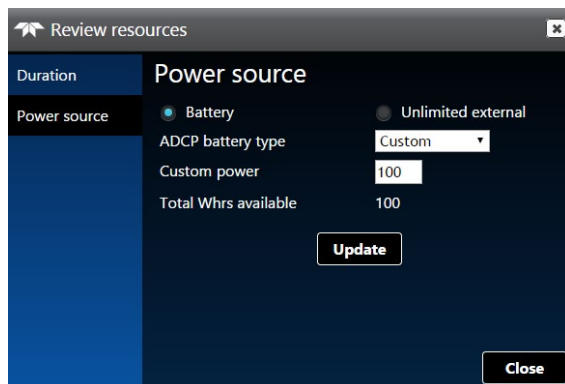 Review resources
Duration
Power source
Power source
Battery
Unlimited external
ADCP battery type
Custom
Custom power
100
Total Whrs available
100
Update
Close